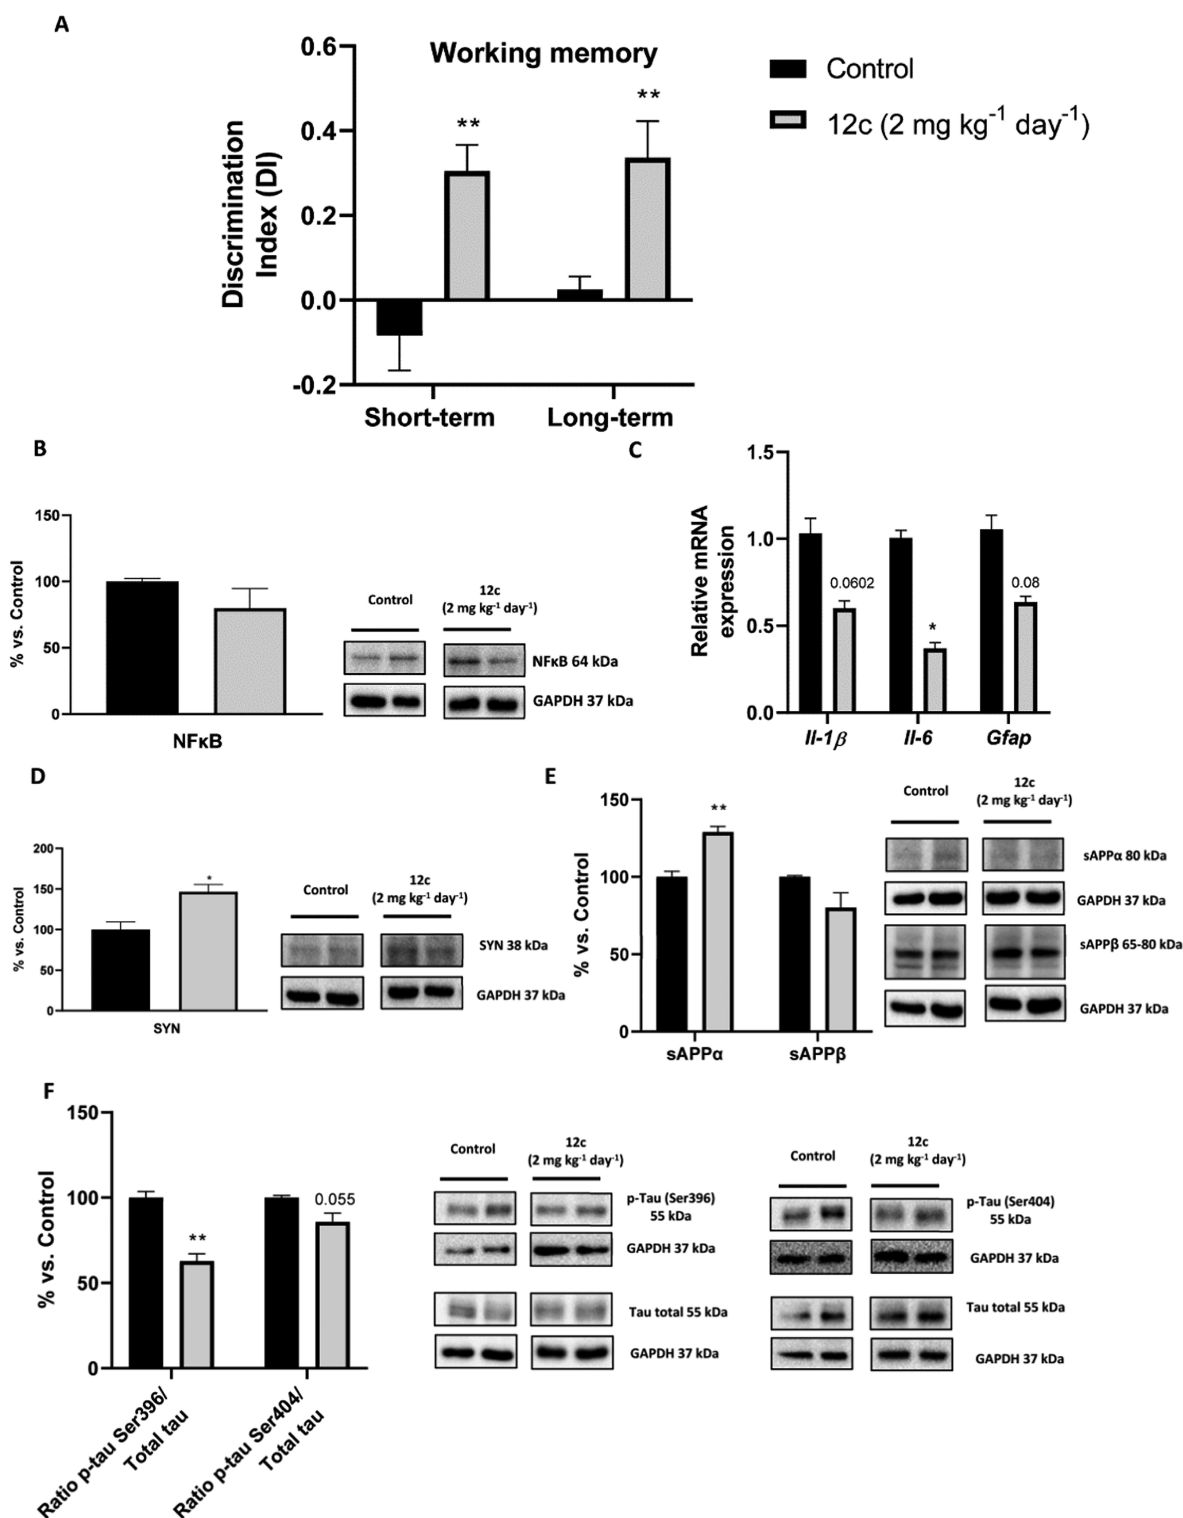 A
Working memory
Discrimination
Index (DI)
0.6
0.4
0.2
0.0
-0.2
**
**
Short-term
Long-term
Control
12c (2 mg kg-1 day-1)
B
% vs. Control
150
100
50
0
NFκB
Control
12c
(2 mg kg-1 day-1)
NFκB 64 kDa
GAPDH 37 kDa
C
Relative mRNA
expression
1.5
1.0
0.5
0.0
0.0602
*
0.08
Il-1β
Il-6
Gfap
D
% vs. Control
200
150
100
50
0
*
SYN
Control
12c
(2 mg kg-1 day-1)
SYN 38 kDa
GAPDH 37 kDa
E
% vs. Control
150
100
50
0
**
sAPPα
sAPPβ
Control
12c
(2 mg kg-1 day-1)
sAPPα 80 kDa
GAPDH 37 kDa
sAPPβ 65-80 kDa
GAPDH 37 kDa
F
% vs. Control
150
100
50
0
**
0.055
Ratio p-tau Ser396/
Total tau
Ratio p-tau Ser404/
Total tau
Control
12c
(2 mg kg-1 day-1)
p-Tau (Ser396)
55 kDa
GAPDH 37 kDa
Tau total 55 kDa
GAPDH 37 kDa
Control
12c
(2 mg kg-1 day-1)
p-Tau (Ser404)
55 kDa
GAPDH 37 kDa
Tau total 55 kDa
GAPDH 37 kDa